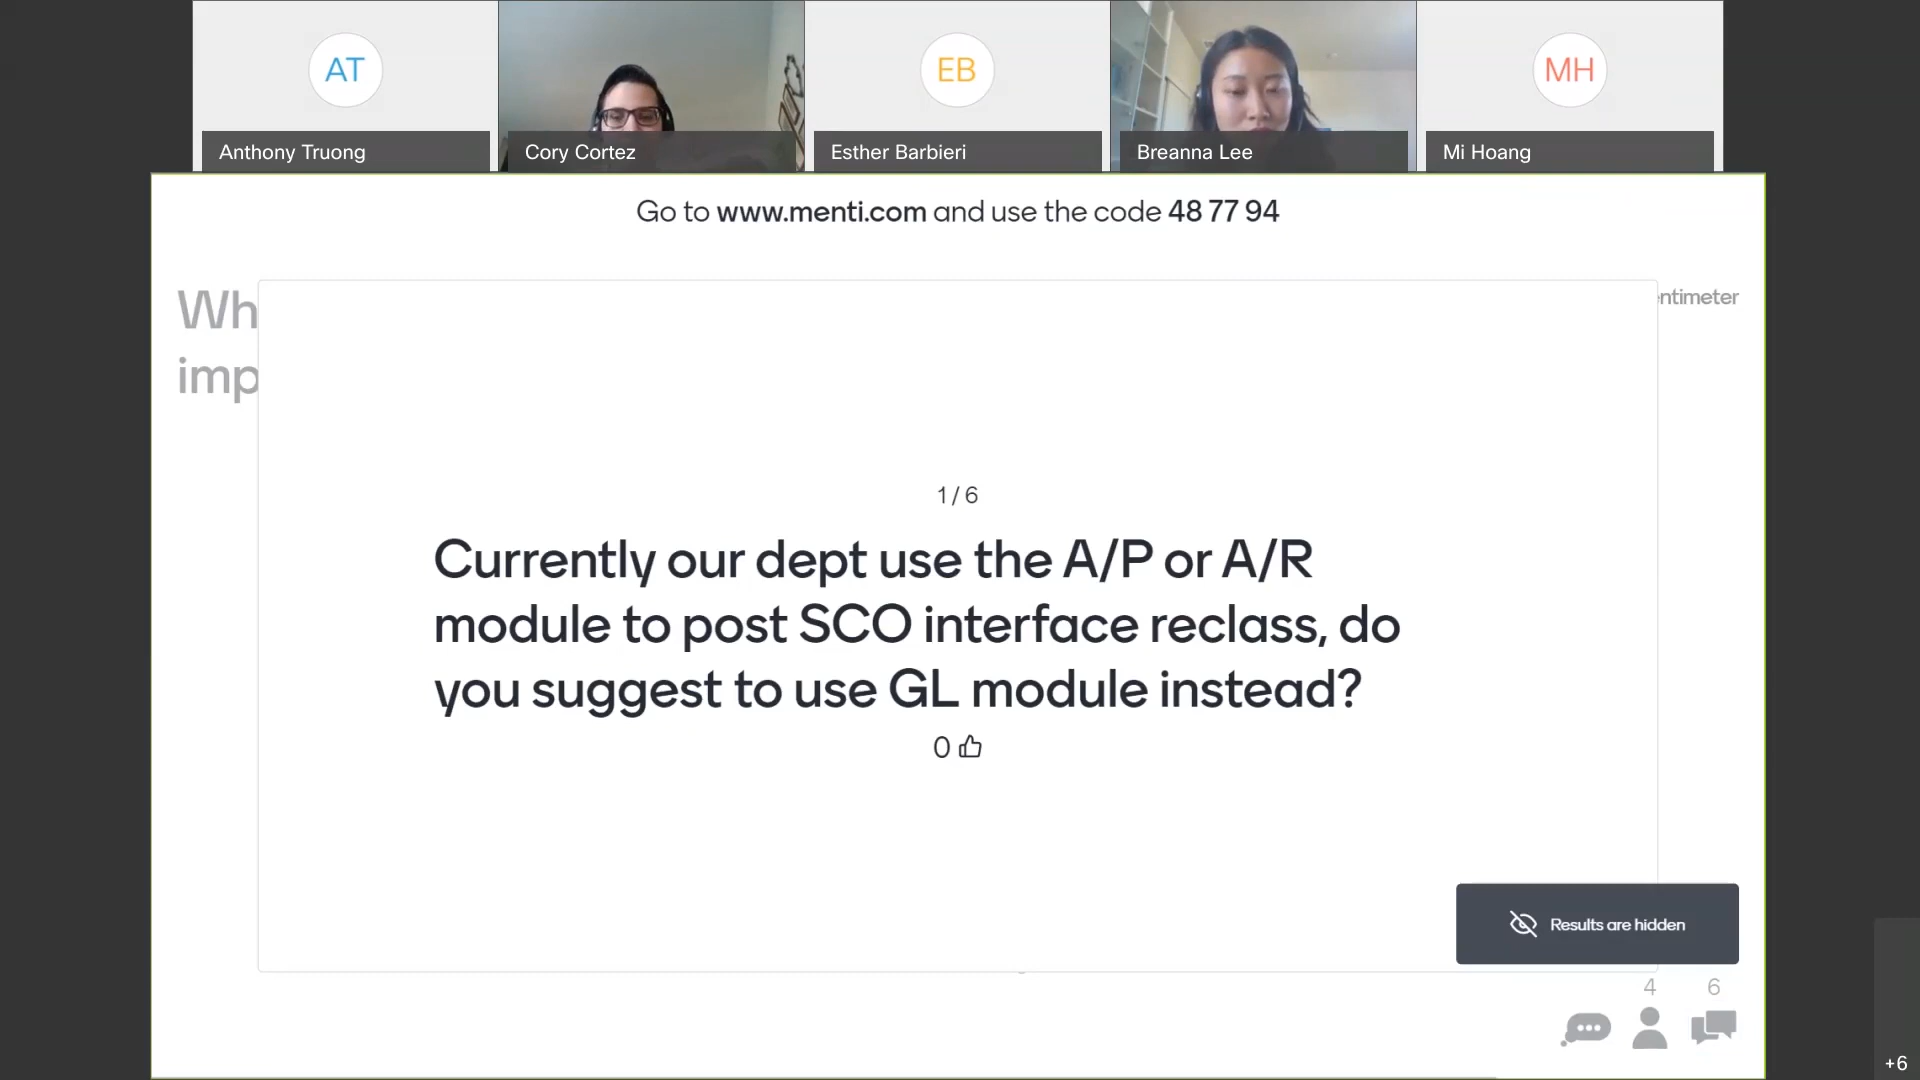 AT
EB
MH
Anthony Truong
Cory Cortez
Esther Barbieri
Breanna Lee
Mi Hoang
Go to www.menti.com and use the code 48 77 94
Wh
entimeter
imp
1 / 6
Currently our dept use the A/P or A/R
module to post SCO interface reclass, do
you suggest to use GL module instead?
0
Results are hidden
4
6
+6